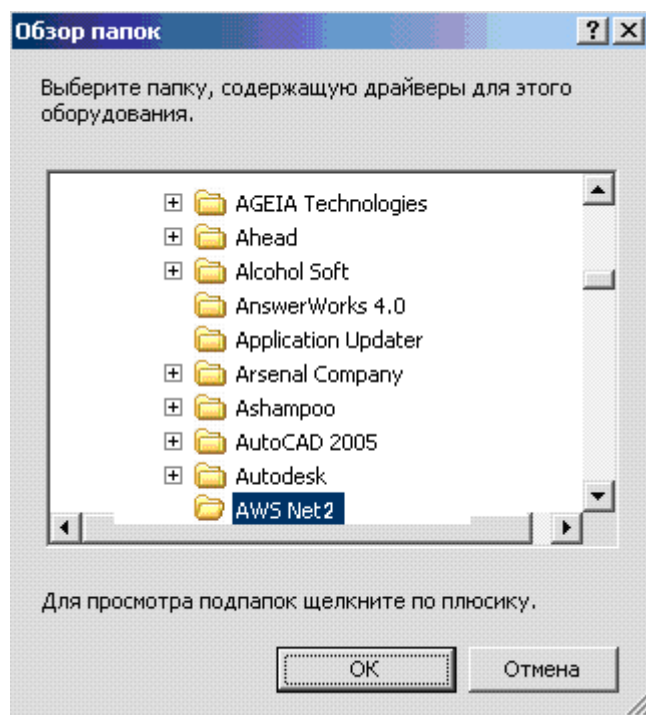 Обзор папок
Выберите папку, содержащую драйверы для этого
оборудования.
AGEIA Technologies
Ahead
Alcohol Soft
AnswerWorks 4.0
Application Updater
Arsenal Company
Ashampoo
AutoCAD 2005
Autodesk
AWS Net2
Для просмотра подпапок щелкните по плюсику.
ОК Отмена